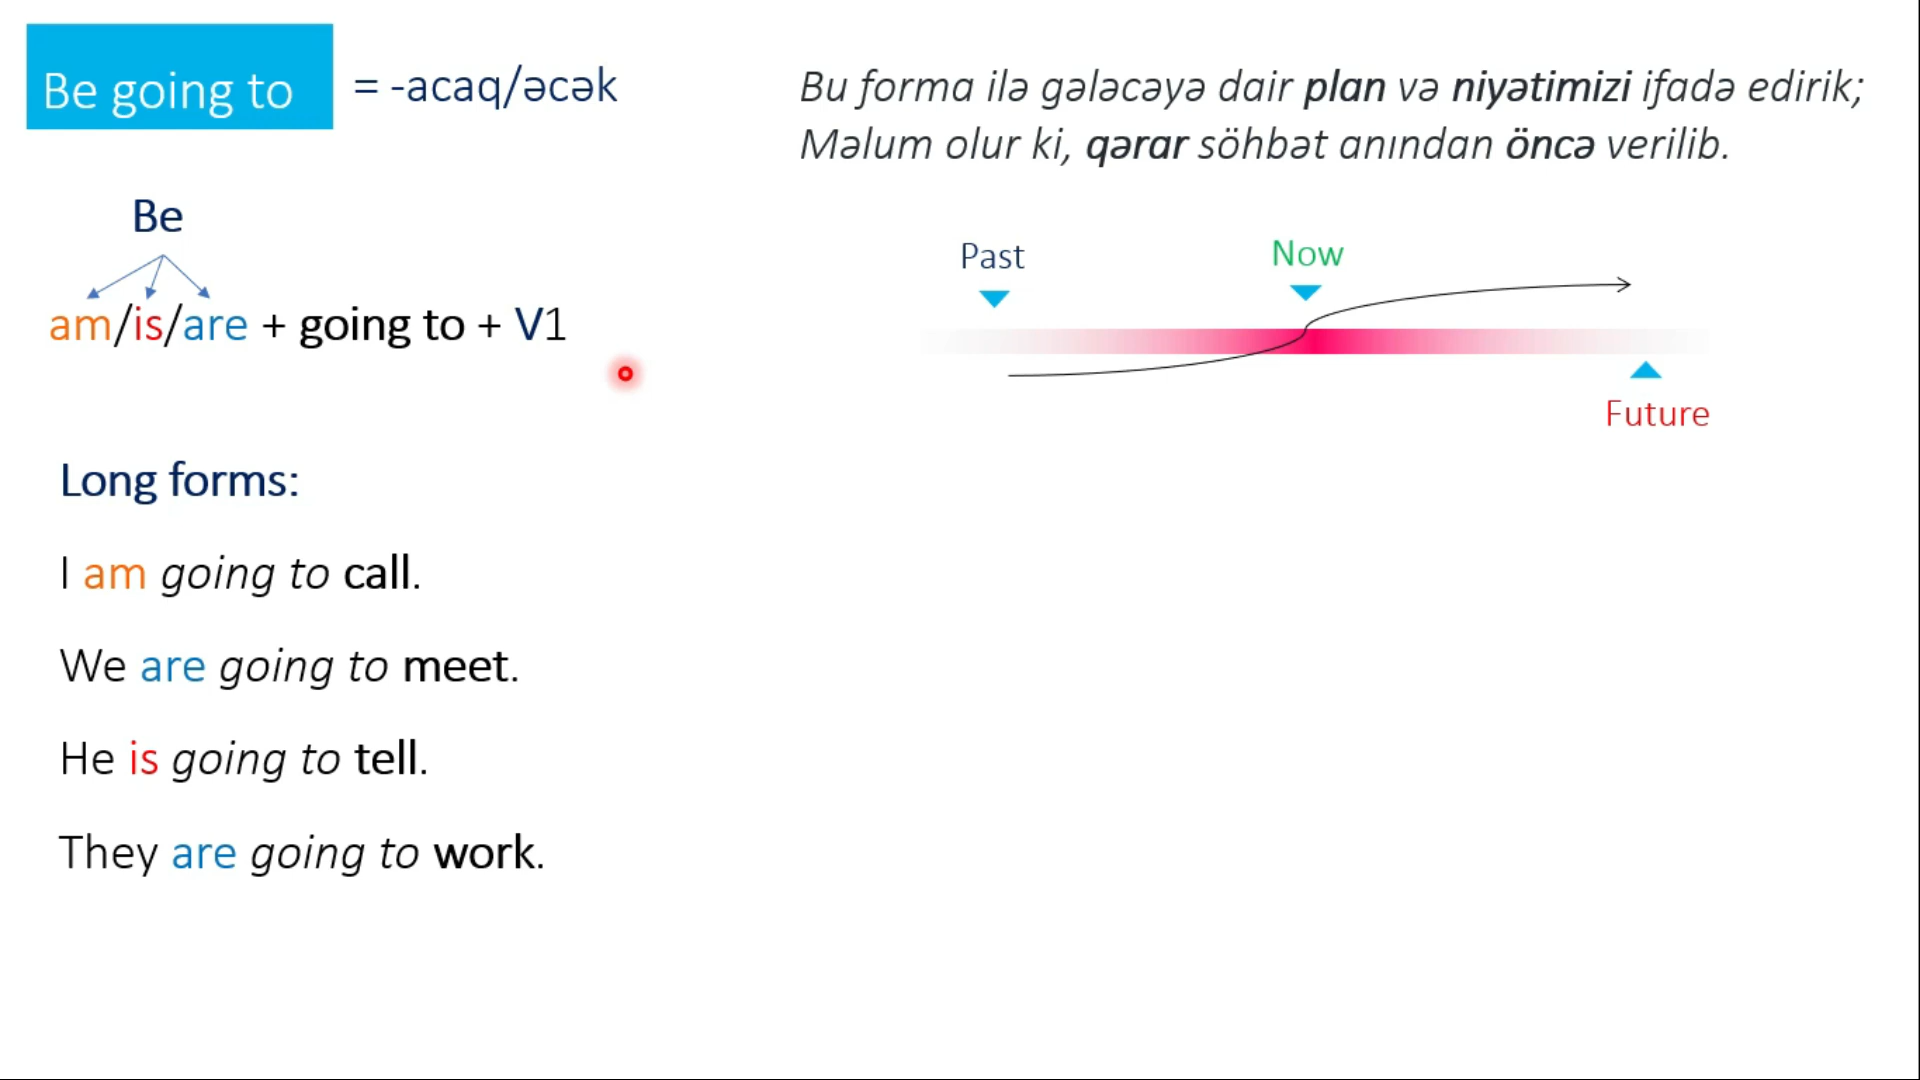 Be going to = -acaq/əcək
Bu forma ilə gələcəyə dair plan və niyətimizi ifadə edirik;
Məlum olur ki, qərar söhbət anından öncə verilib.
Be
am/is/are + going to + V1
Past
Now
Future
Long forms:
I am going to call.
We are going to meet.
He is going to tell.
They are going to work.